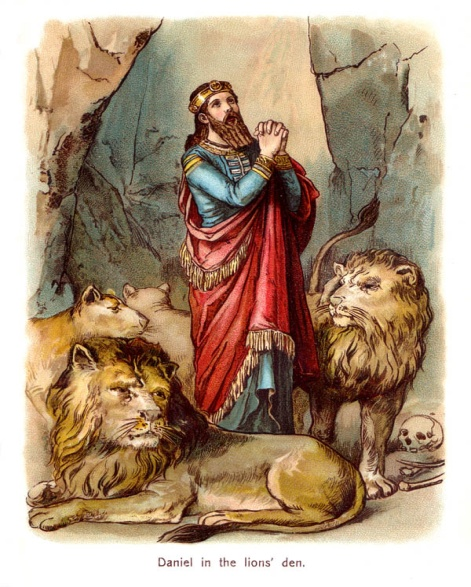 Daniel in the lions' den.